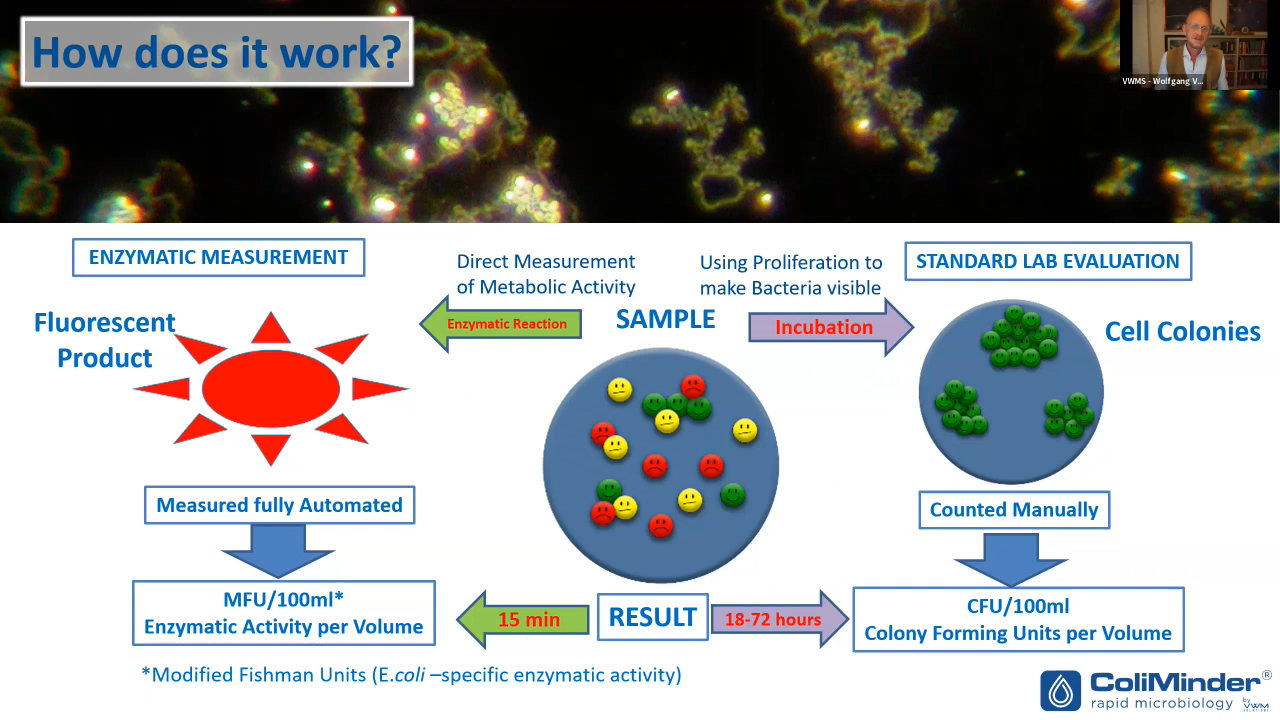 How does it work?
VWMS - Wolfgang V...
ENZYMATIC MEASUREMENT
Direct Measurement
of Metabolic Activity
Using Proliferation to
make Bacteria visible
STANDARD LAB EVALUATION
Fluorescent
Product
Enzymatic Reaction
SAMPLE
Incubation
Cell Colonies
Measured fully Automated
Counted Manually
MFU/100ml*
Enzymatic Activity per Volume
15 min
RESULT
18-72 hours
CFU/100ml
Colony Forming Units per Volume
*Modified Fishman Units (E.coli –specific enzymatic activity)
ColiMinder®
rapid microbiology by VWM
SOLUTIONS